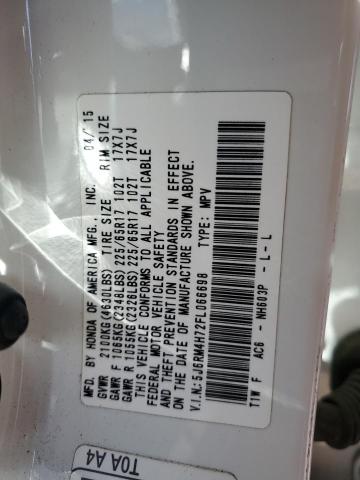 MFD. BY HONDA OF AMERICA MFG., INC. 04/15
GVWR 2100KG(4630LBS) TIRE SIZE RIM SIZE
GAWR F 1065KG(2348LBS) 225/65R17 102T 17X7J
GAWR R 1055KG(2326LBS) 225/65R17 102T 17X7J
THIS VEHICLE CONFORMS TO ALL APPLICABLE
FEDERAL MOTOR VEHICLE SAFETY
AND THEFT PREVENTION STANDARDS IN EFFECT
ON THE DATE OF MANUFACTURE SHOWN ABOVE.
V.I.N:5J6RM4H72FL066698 TYPE: MPV
T1W F AC6 - NH603P - L - L
T0A A4